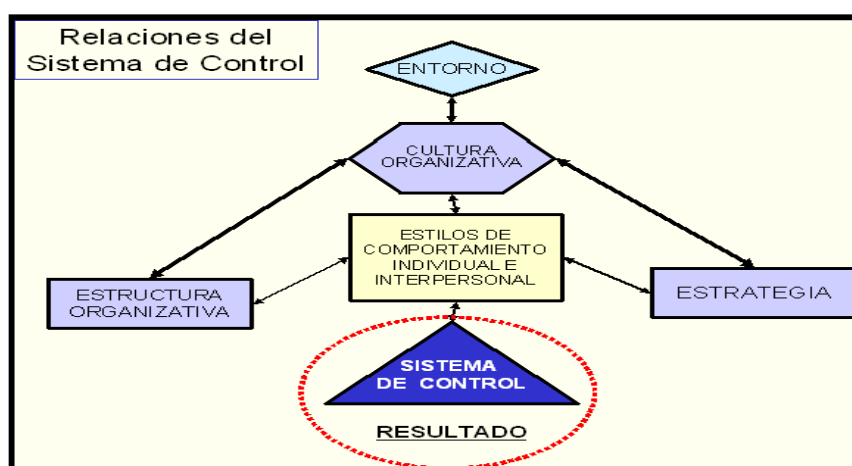 Relaciones del
Sistema de Control
ENTORNO
CULTURA
ORGANIZATIVA
ESTILOS DE
COMPORTAMIENTO
INDIVIDUAL E
INTERPERSONAL
ESTRUCTURA
ORGANIZATIVA
ESTRATEGIA
SISTEMA
DE CONTROL
RESULTADO